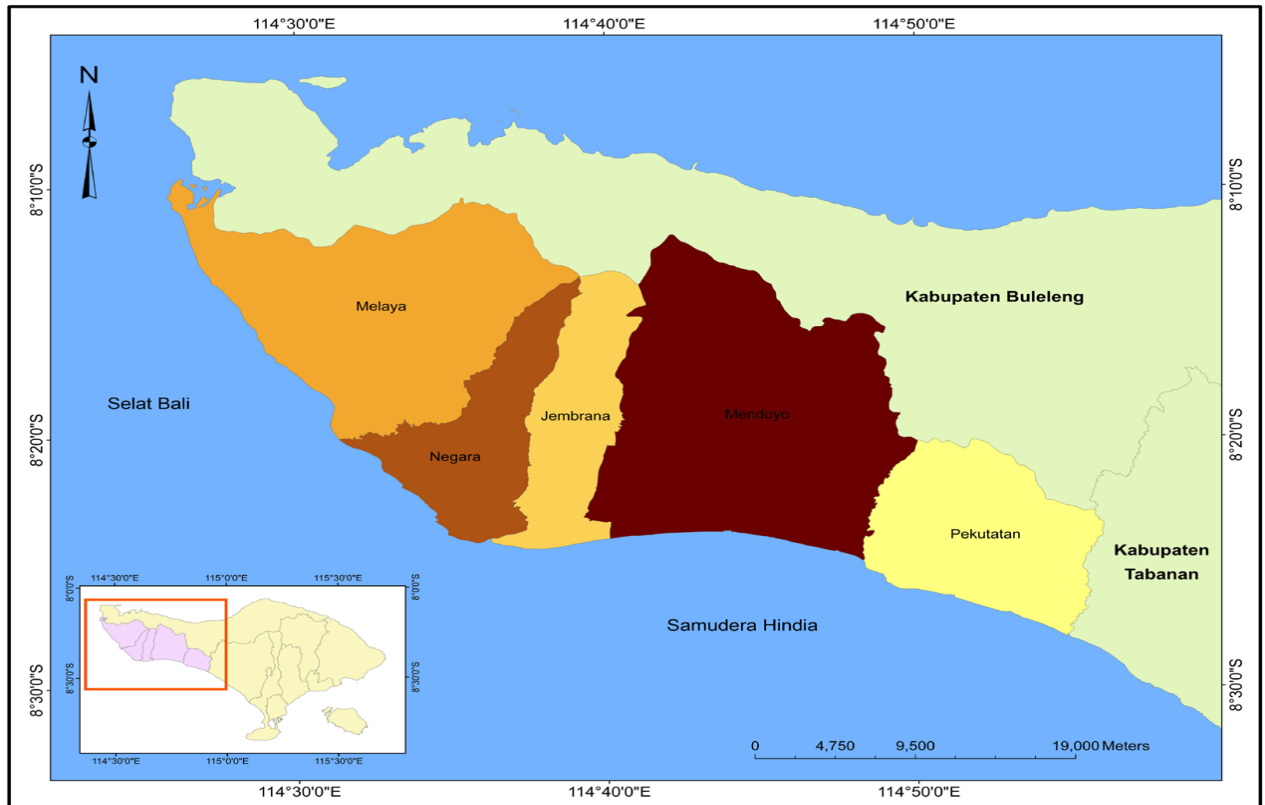 114°30'0"E 114°40'0"E 114°50'0"E
N
8°10'0"S 8°10'0"S
Melaya
Kabupaten Buleleng
Selat Bali
Jembrana
Mendoyo
8°20'0"S 8°20'0"S
Negara
Pekutatan
Kabupaten
Tabanan
Samudera Hindia
114°30'0"E 115°0'0"E 115°30'0"E
8°0'0"S 8°0'0"S
8°30'0"S 8°30'0"S
114°30'0"E 115°0'0"E 115°30'0"E
8°30'0"S 8°30'0"S
0 4,750 9,500 19,000 Meters
114°30'0"E 114°40'0"E 114°50'0"E